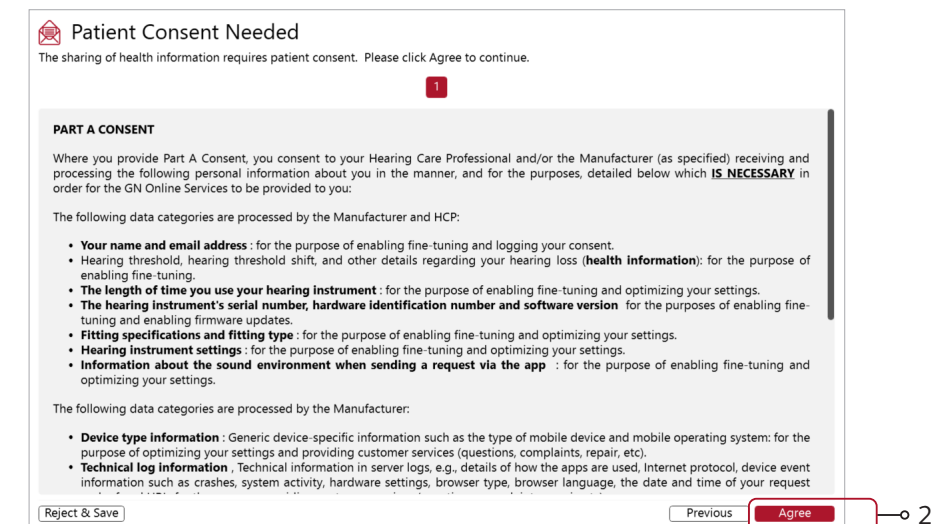 Patient Consent Needed
The sharing of health information requires patient consent. Please click Agree to continue.
1
PART A CONSENT
Where you provide Part A Consent, you consent to your Hearing Care Professional and/or the Manufacturer (as specified) receiving and
processing the following personal information about you in the manner, and for the purposes, detailed below which IS NECESSARY in
order for the GN Online Services to be provided to you:
The following data categories are processed by the Manufacturer and HCP:
• Your name and email address : for the purpose of enabling fine-tuning and logging your consent.
• Hearing threshold, hearing threshold shift, and other details regarding your hearing loss (health information): for the purpose of
enabling fine-tuning.
• The length of time you use your hearing instrument : for the purpose of enabling fine-tuning and optimizing your settings.
• The hearing instrument's serial number, hardware identification number and software version for the purposes of enabling fine-
tuning and enabling firmware updates.
• Fitting specifications and fitting type : for the purpose of enabling fine-tuning and optimizing your settings.
• Hearing instrument settings : for the purpose of enabling fine-tuning and optimizing your settings.
• Information about the sound environment when sending a request via the app : for the purpose of enabling fine-tuning and
optimizing your settings.
The following data categories are processed by the Manufacturer:
• Device type information : Generic device-specific information such as the type of mobile device and mobile operating system: for the
purpose of optimizing your settings and providing customer services (questions, complaints, repair, etc).
• Technical log information , Technical information in server logs, e.g., details of how the apps are used, Internet protocol, device event
information such as crashes, system activity, hardware settings, browser type, browser language, the date and time of your request
Reject & Save
Previous
Agree
2